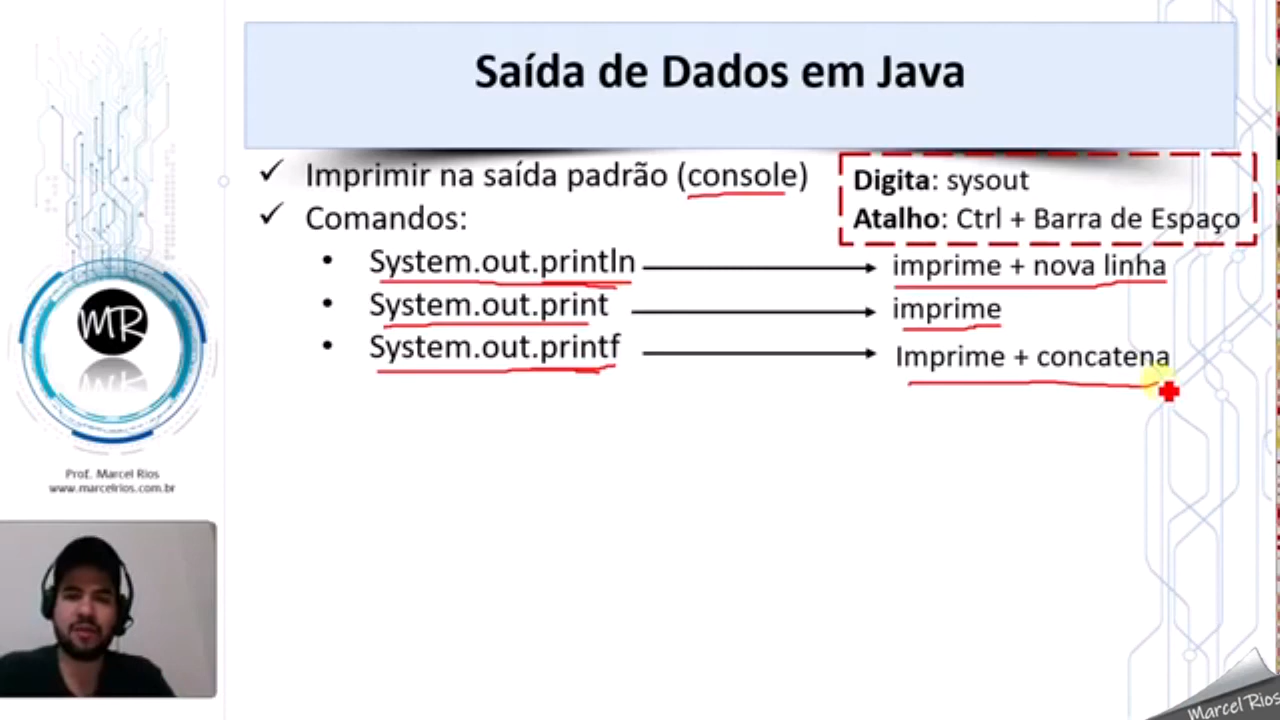 Saída de Dados em Java
✓ Imprimir na saída padrão (console)
Digita: sysout
Atalho: Ctrl + Barra de Espaço
✓ Comandos:
• System.out.println imprime + nova linha
• System.out.print imprime
• System.out.printf Imprime + concatena
MR
Prof. Marcel Rios
www.marcelrios.com.br
Marcel Rios